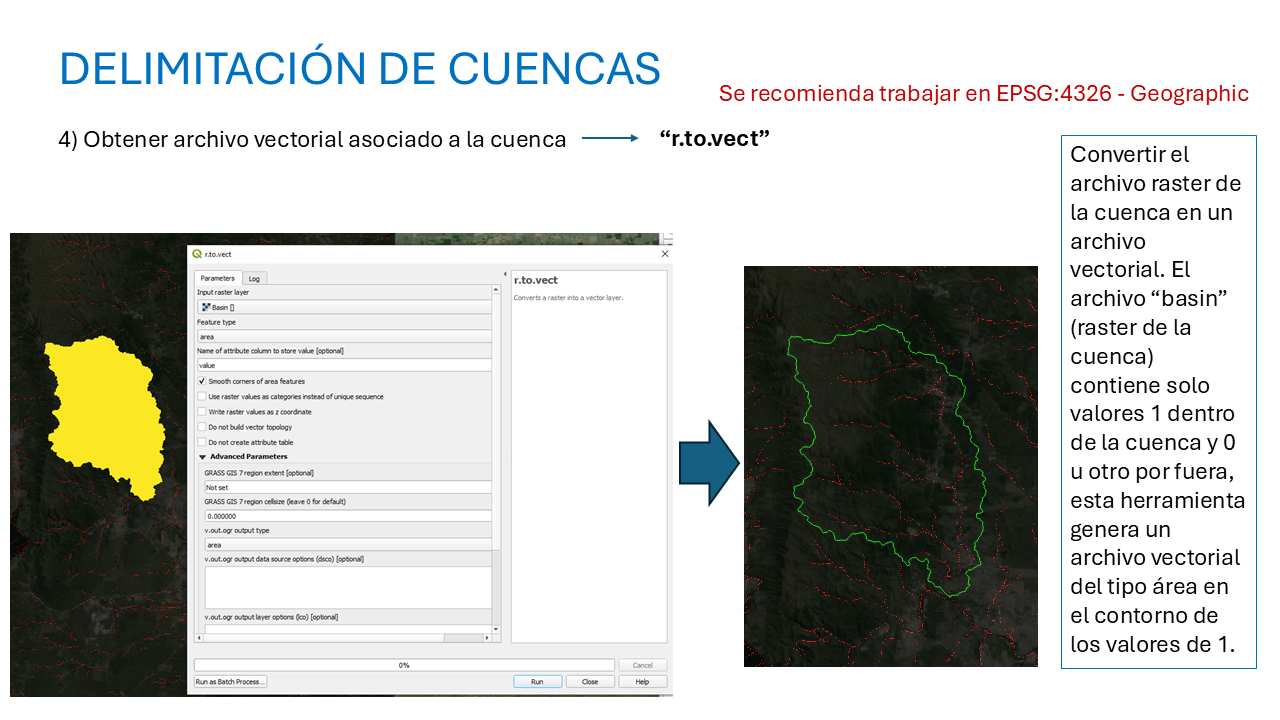 DELIMITACIÓN DE CUENCAS
Se recomienda trabajar en EPSG:4326 - Geographic
4) Obtener archivo vectorial asociado a la cuenca
“r.to.vect”
r.to.vect
Parameters
Log
Input raster layer
Basin []
Feature type
area
Name of attribute column to store value [optional]
value
Smooth corners of area features
Use raster values as categories instead of unique sequence
Write raster values as z coordinate
Do not build vector topology
Do not create attribute table
Advanced Parameters
GRASS GIS 7 region extent [optional]
Not set
GRASS GIS 7 region cellsize (leave 0 for default)
0.000000
v.out.ogr output type
area
v.out.ogr output data source options (dsco) [optional]
v.out.ogr output layer options (lco) [optional]
r.to.vect
Converts a raster into a vector layer.
0%
Cancel
Run as Batch Process...
Run
Close
Help
Convertir el
archivo raster de
la cuenca en un
archivo
vectorial. El
archivo “basin”
(raster de la
cuenca)
contiene solo
valores 1 dentro
de la cuenca y 0
u otro por fuera,
esta herramienta
genera un
archivo vectorial
del tipo área en
el contorno de
los valores de 1.